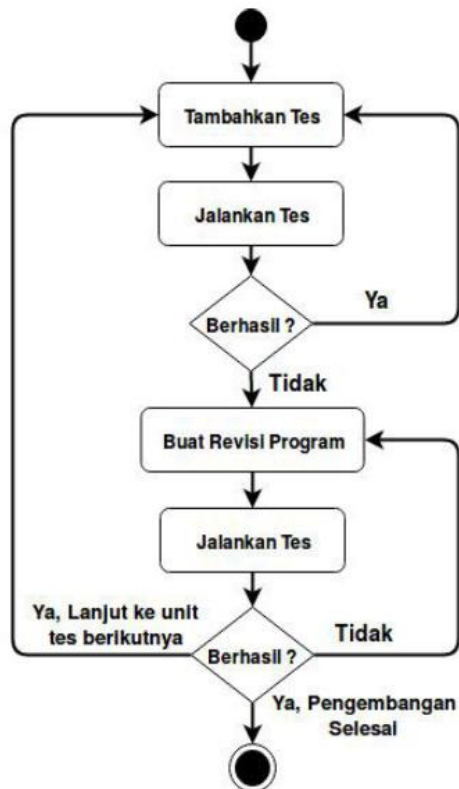 Tambahkan Tes
Jalankan Tes
Berhasil ?
Ya
Tidak
Buat Revisi Program
Jalankan Tes
Ya, Lanjut ke unit
tes berikutnya
Berhasil ?
Tidak
Ya, Pengembangan
Selesal